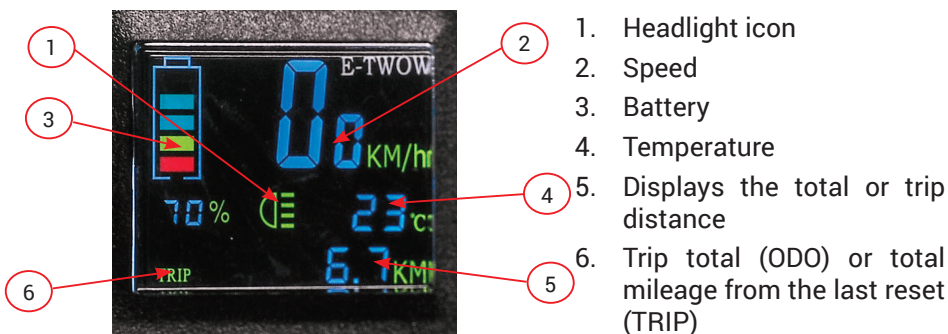 1
2
3
4
5
6
E-TWOW
0.0 KM/hr
70%
23 °C
TRIP
6.7 KM
1. Headlight icon
2. Speed
3. Battery
4. Temperature
5. Displays the total or trip
distance
6. Trip total (ODO) or total
mileage from the last reset
(TRIP)